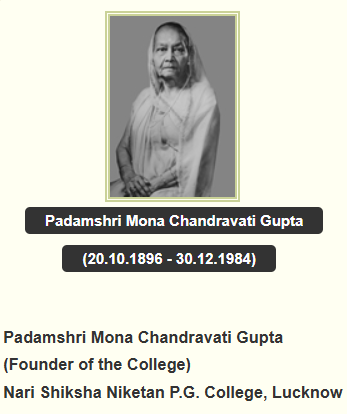 Padamshri Mona Chandravati Gupta
(20.10.1896 - 30.12.1984)
Padamshri Mona Chandravati Gupta
(Founder of the College)
Nari Shiksha Niketan P.G. College, Lucknow